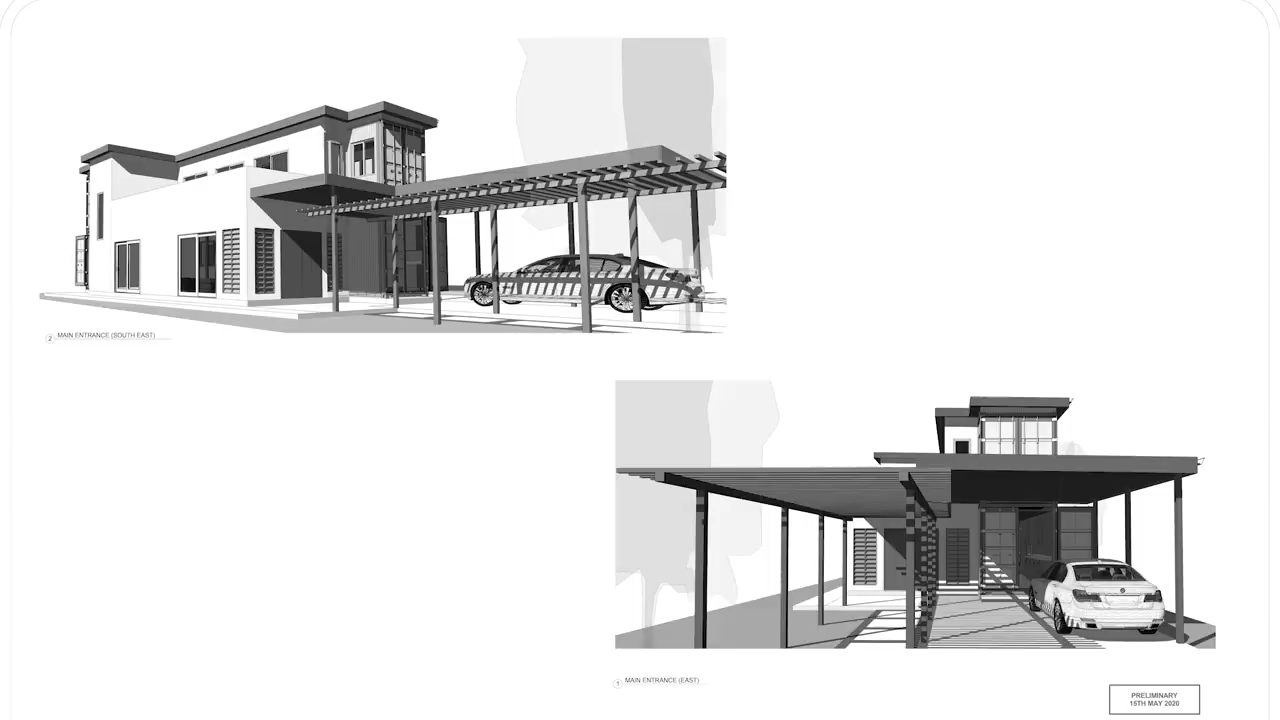 2 MAIN ENTRANCE (SOUTH EAST)
1 MAIN ENTRANCE (EAST)
PRELIMINARY
15TH MAY 2020